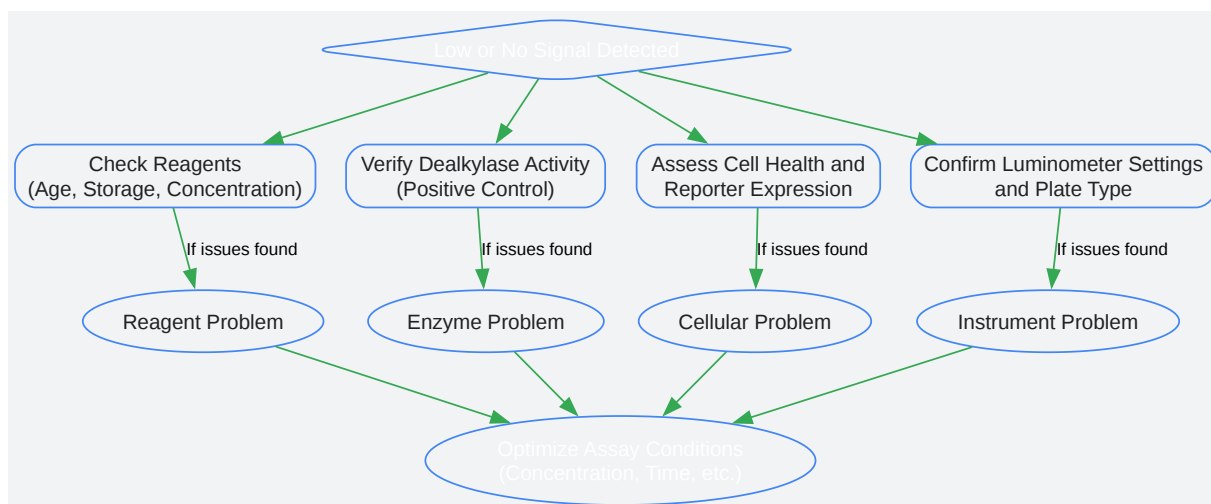 Low or No Signal Detected
Check Reagents
(Age, Storage, Concentration)
Verify Dealkylase Activity
(Positive Control)
Assess Cell Health and
Reporter Expression
Confirm Luminometer Settings
and Plate Type
If issues found
If issues found
If issues found
If issues found
Reagent Problem
Enzyme Problem
Cellular Problem
Instrument Problem
Optimize Assay Conditions
(Concentration, Time, etc.)